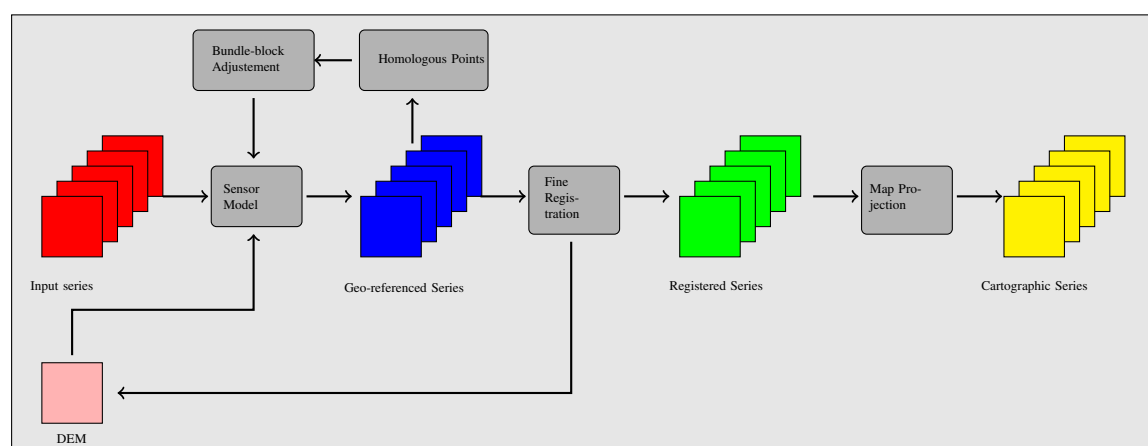 Bundle-block
Adjustement
Homologous Points
Sensor
Model
Fine
Regis-
tration
Map Pro-
jection
Input series
Geo-referenced Series
Registered Series
Cartographic Series
DEM